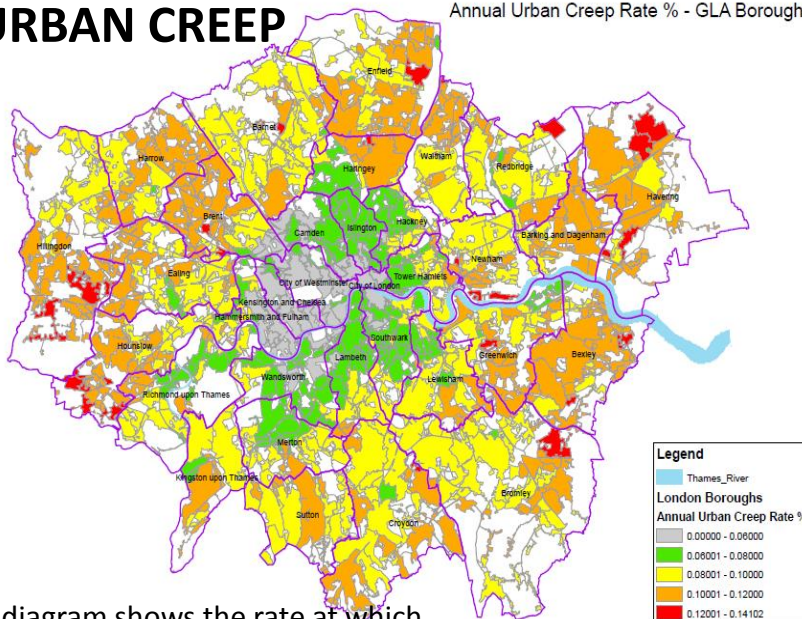 URBAN CREEP
Annual Urban Creep Rate % - GLA Borough
Enfield
Barnet
Harrow
Haringey
Waltham
Redbridge
Havering
Brent
Camden
Islington
Hackney
Hillingdon
Barking and Dagenham
Ealing
Newham
City of Westminster
City of London
Tower Hamlets
Kensington and Chelsea
Hammersmith and Fulham
Southwark
Hounslow
Lambeth
Greenwich
Bexley
Wandsworth
Lewisham
Richmond upon Thames
Merton
Kingston upon Thames
Bromley
Sutton
Croydon
Legend
Thames_River
London Boroughs
Annual Urban Creep Rate %
0.00000 - 0.06000
0.06001 - 0.08000
0.08001 - 0.10000
0.10001 - 0.12000
0.12001 - 0.14102
diagram shows the rate at which